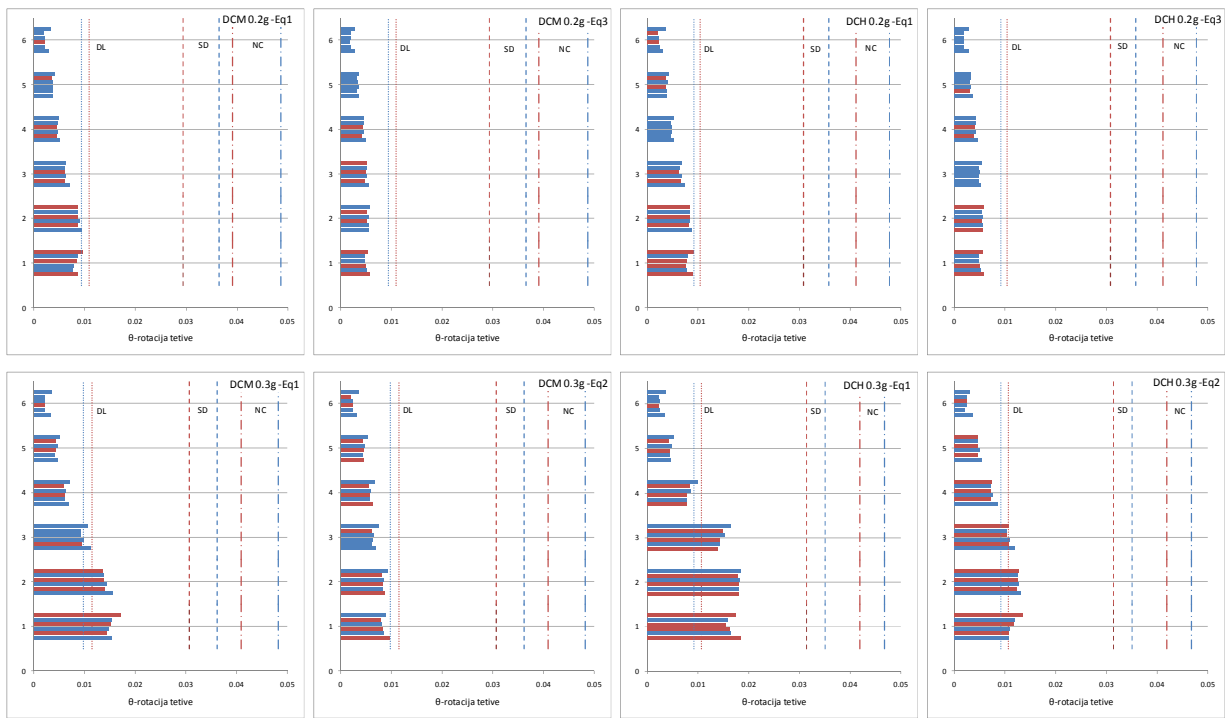 DCM 0.2g -Eq1
6
5
4
3
2
1
0
DL
SD
NC
0 0.01 0.02 0.03 0.04 0.05
θ-rotacija tetive
DCM 0.2g -Eq3
6
5
4
3
2
1
0
DL
SD
NC
0 0.01 0.02 0.03 0.04 0.05
θ-rotacija tetive
DCH 0.2g -Eq1
6
5
4
3
2
1
0
DL
SD
NC
0 0.01 0.02 0.03 0.04 0.05
θ-rotacija tetive
DCH 0.2g -Eq3
6
5
4
3
2
1
0
DL
SD
NC
0 0.01 0.02 0.03 0.04 0.05
θ-rotacija tetive
DCM 0.3g -Eq1
6
5
4
3
2
1
0
DL
SD
NC
0 0.01 0.02 0.03 0.04 0.05
θ-rotacija tetive
DCM 0.3g -Eq2
6
5
4
3
2
1
0
DL
SD
NC
0 0.01 0.02 0.03 0.04 0.05
θ-rotacija tetive
DCH 0.3g -Eq1
6
5
4
3
2
1
0
DL
SD
NC
0 0.01 0.02 0.03 0.04 0.05
θ-rotacija tetive
DCH 0.3g -Eq2
6
5
4
3
2
1
0
DL
SD
NC
0 0.01 0.02 0.03 0.04 0.05
θ-rotacija tetive